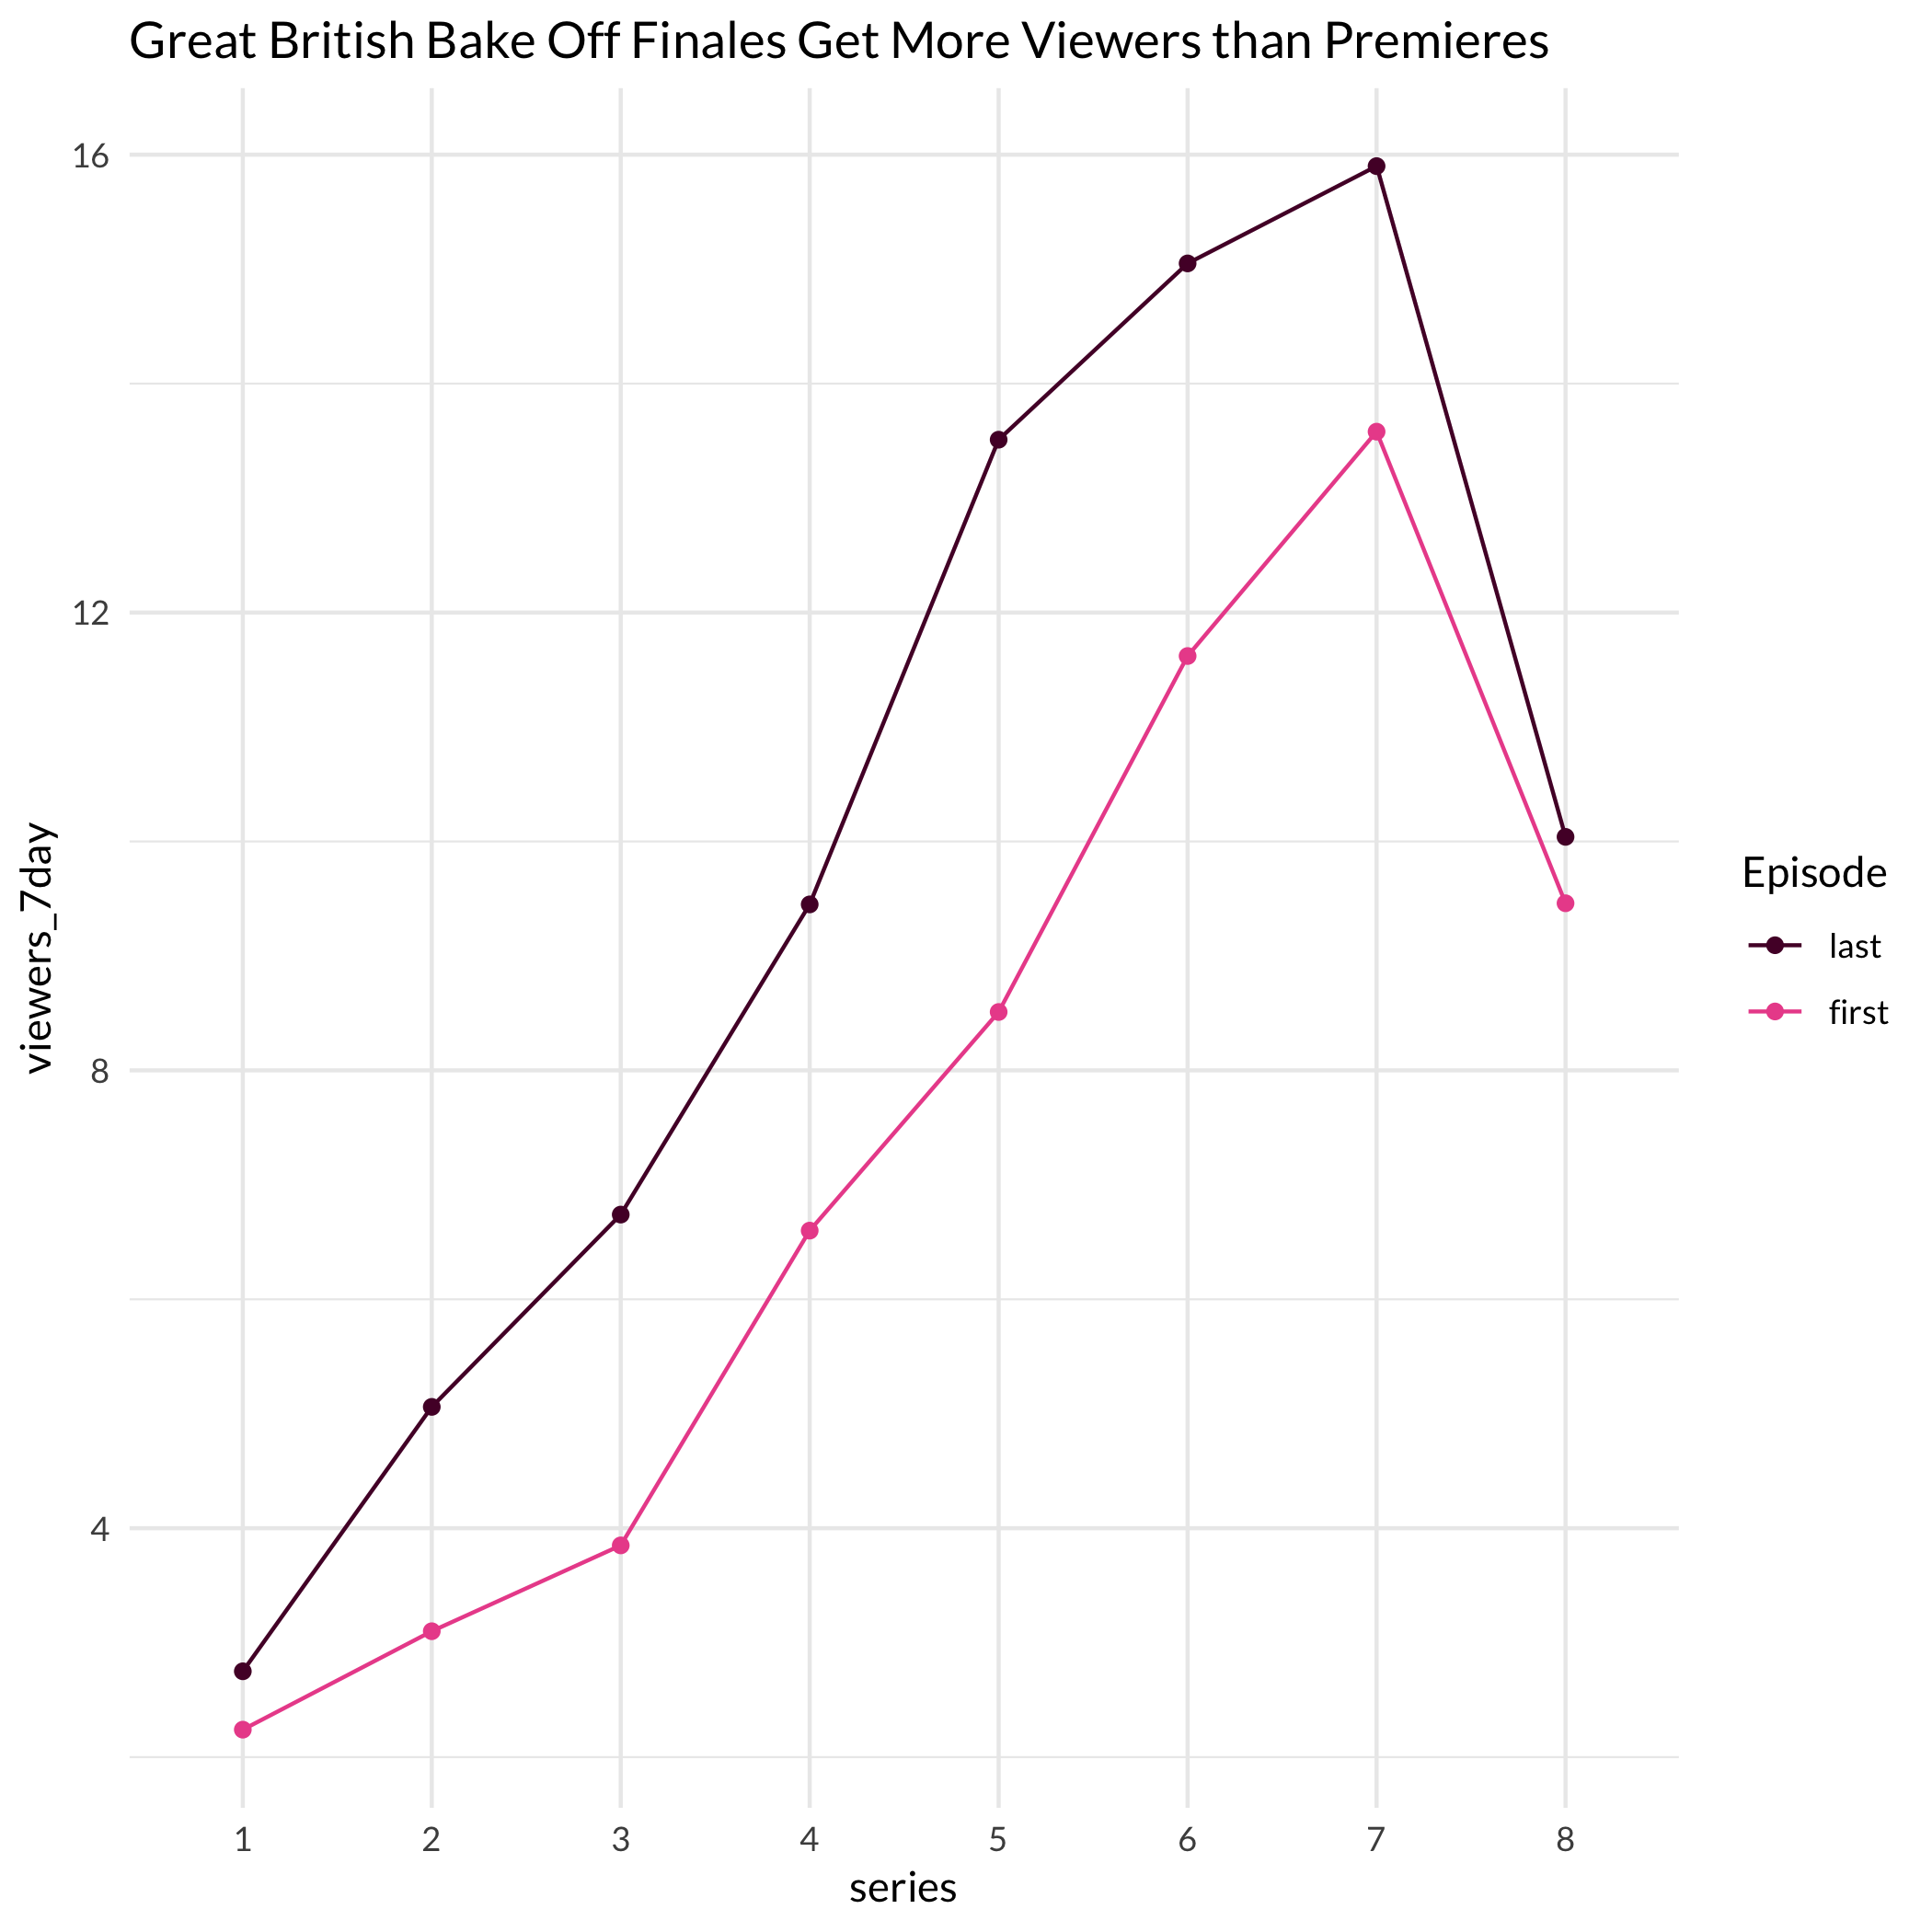 Great British Bake Off Finales Get More Viewers than Premieres
viewers_7day
16
12
8
4
1 2 3 4 5 6 7 8
series
Episode
last
first